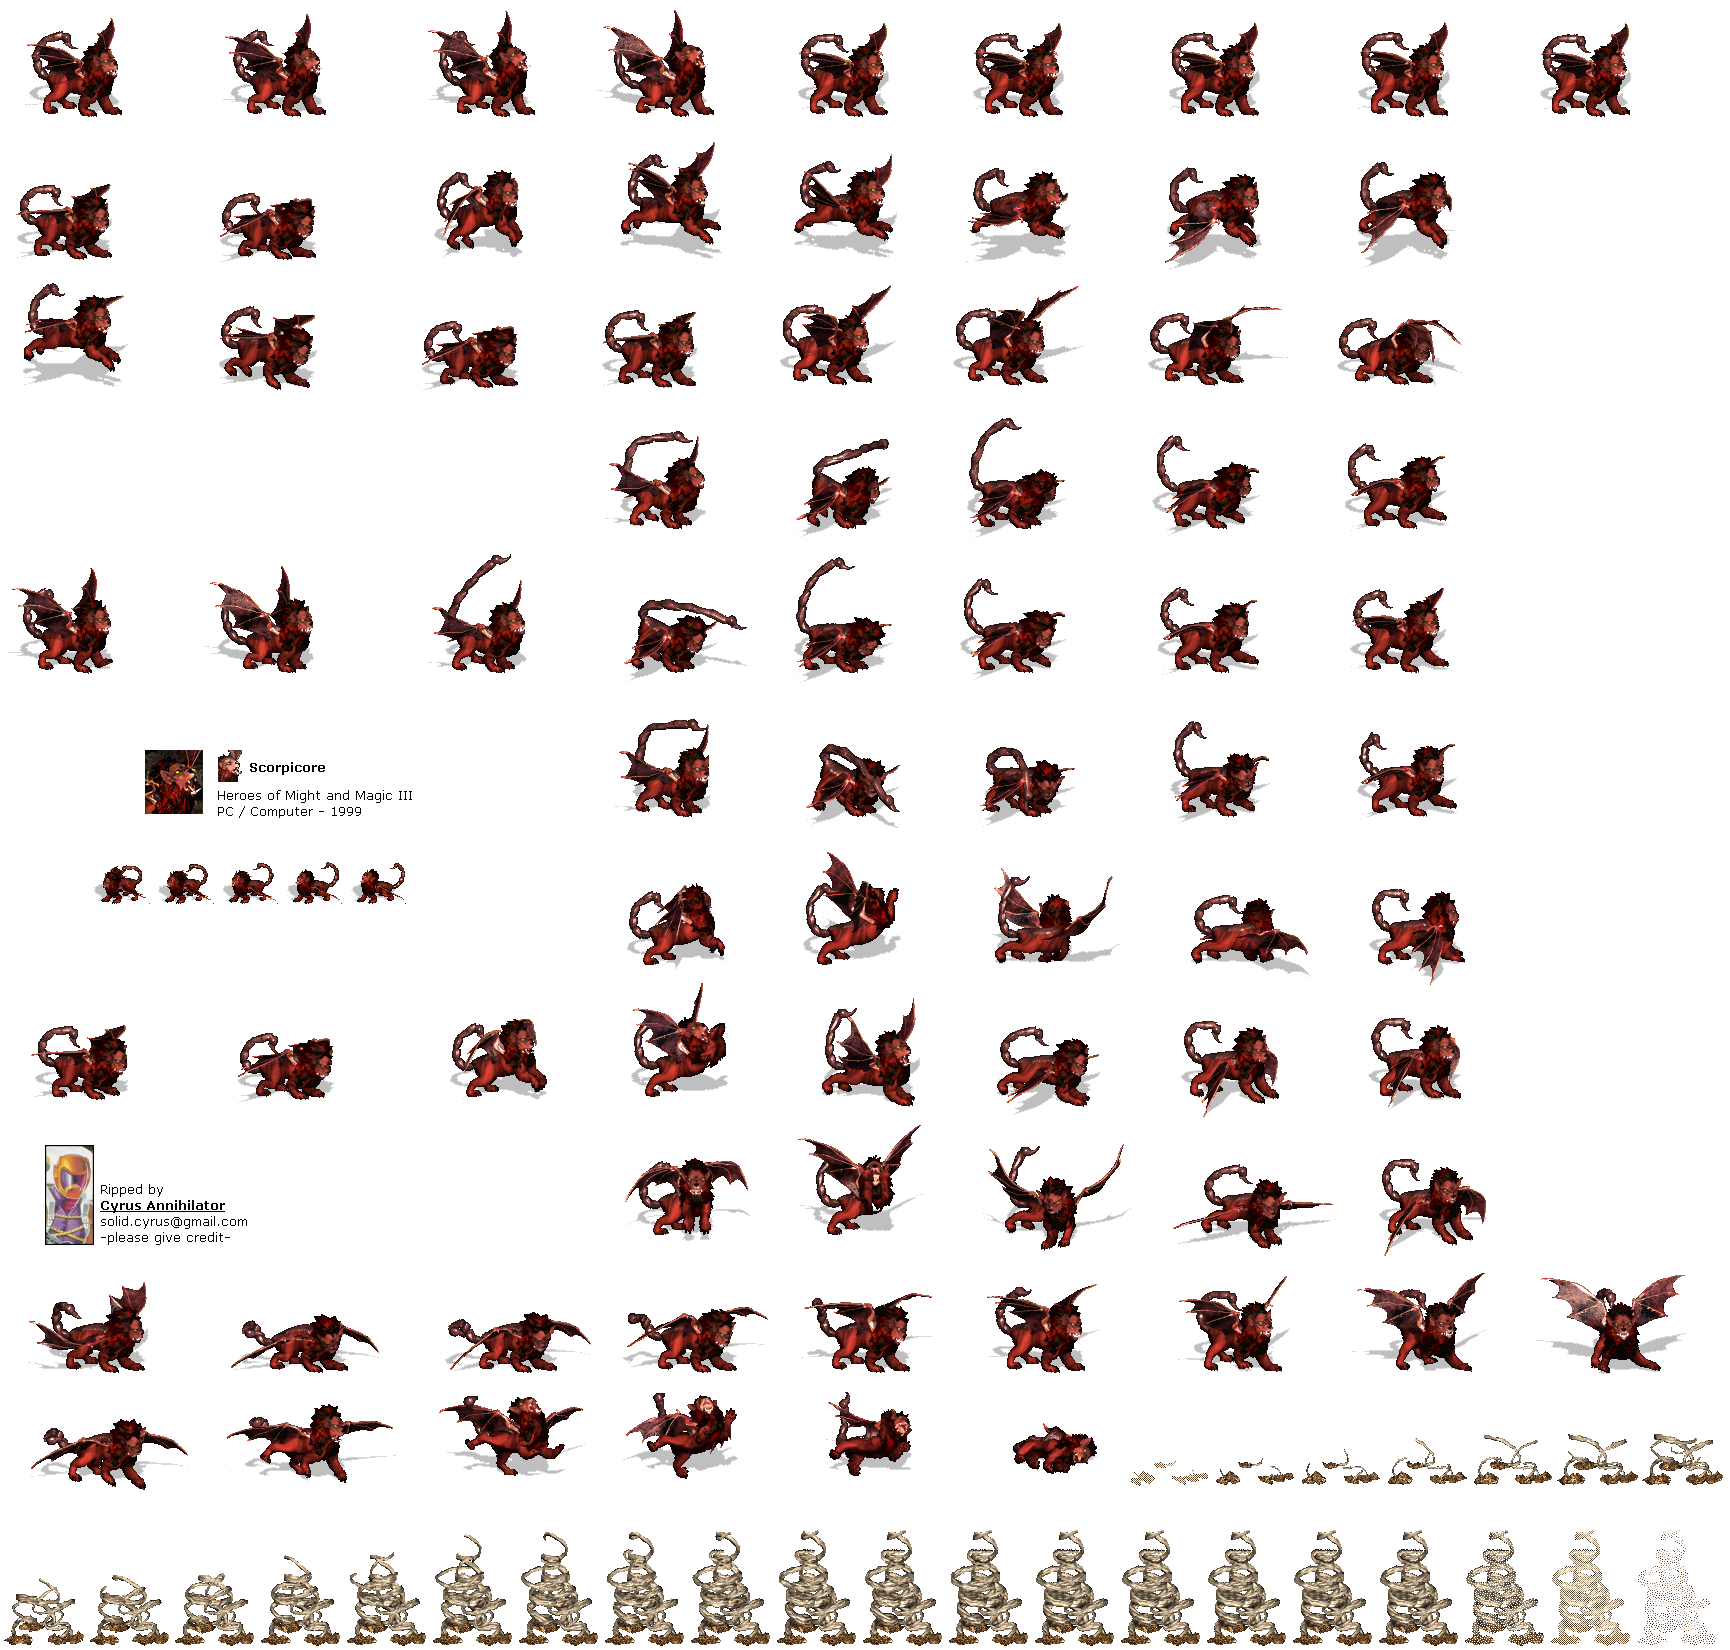 Scorpicore
Heroes of Might and Magic III
PC / Computer - 1999
Ripped by
Cyrus Annihilator
solid.cyrus@gmail.com
-please give credit-